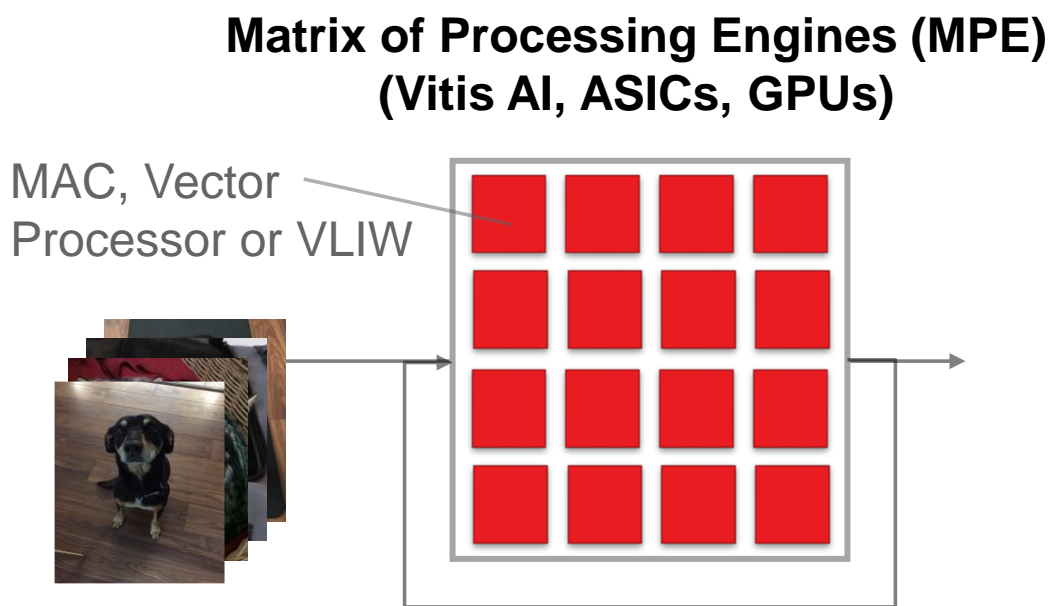 Matrix of Processing Engines (MPE)
(Vitis AI, ASICs, GPUs)
MAC, Vector
Processor or VLIW